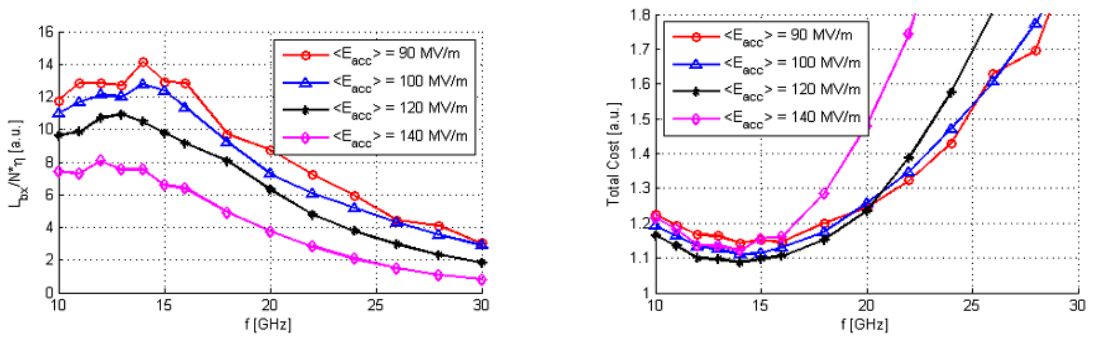 16
14
12
10
8
6
4
2
0
L_bx/N*η [a.u.]
<E_acc> = 90 MV/m
<E_acc> = 100 MV/m
<E_acc> = 120 MV/m
<E_acc> = 140 MV/m
10 15 20 25 30
f [GHz]
1.8
1.7
1.6
1.5
1.4
1.3
1.2
1.1
1
Total Cost [a.u.]
<E_acc> = 90 MV/m
<E_acc> = 100 MV/m
<E_acc> = 120 MV/m
<E_acc> = 140 MV/m
10 15 20 25 30
f [GHz]